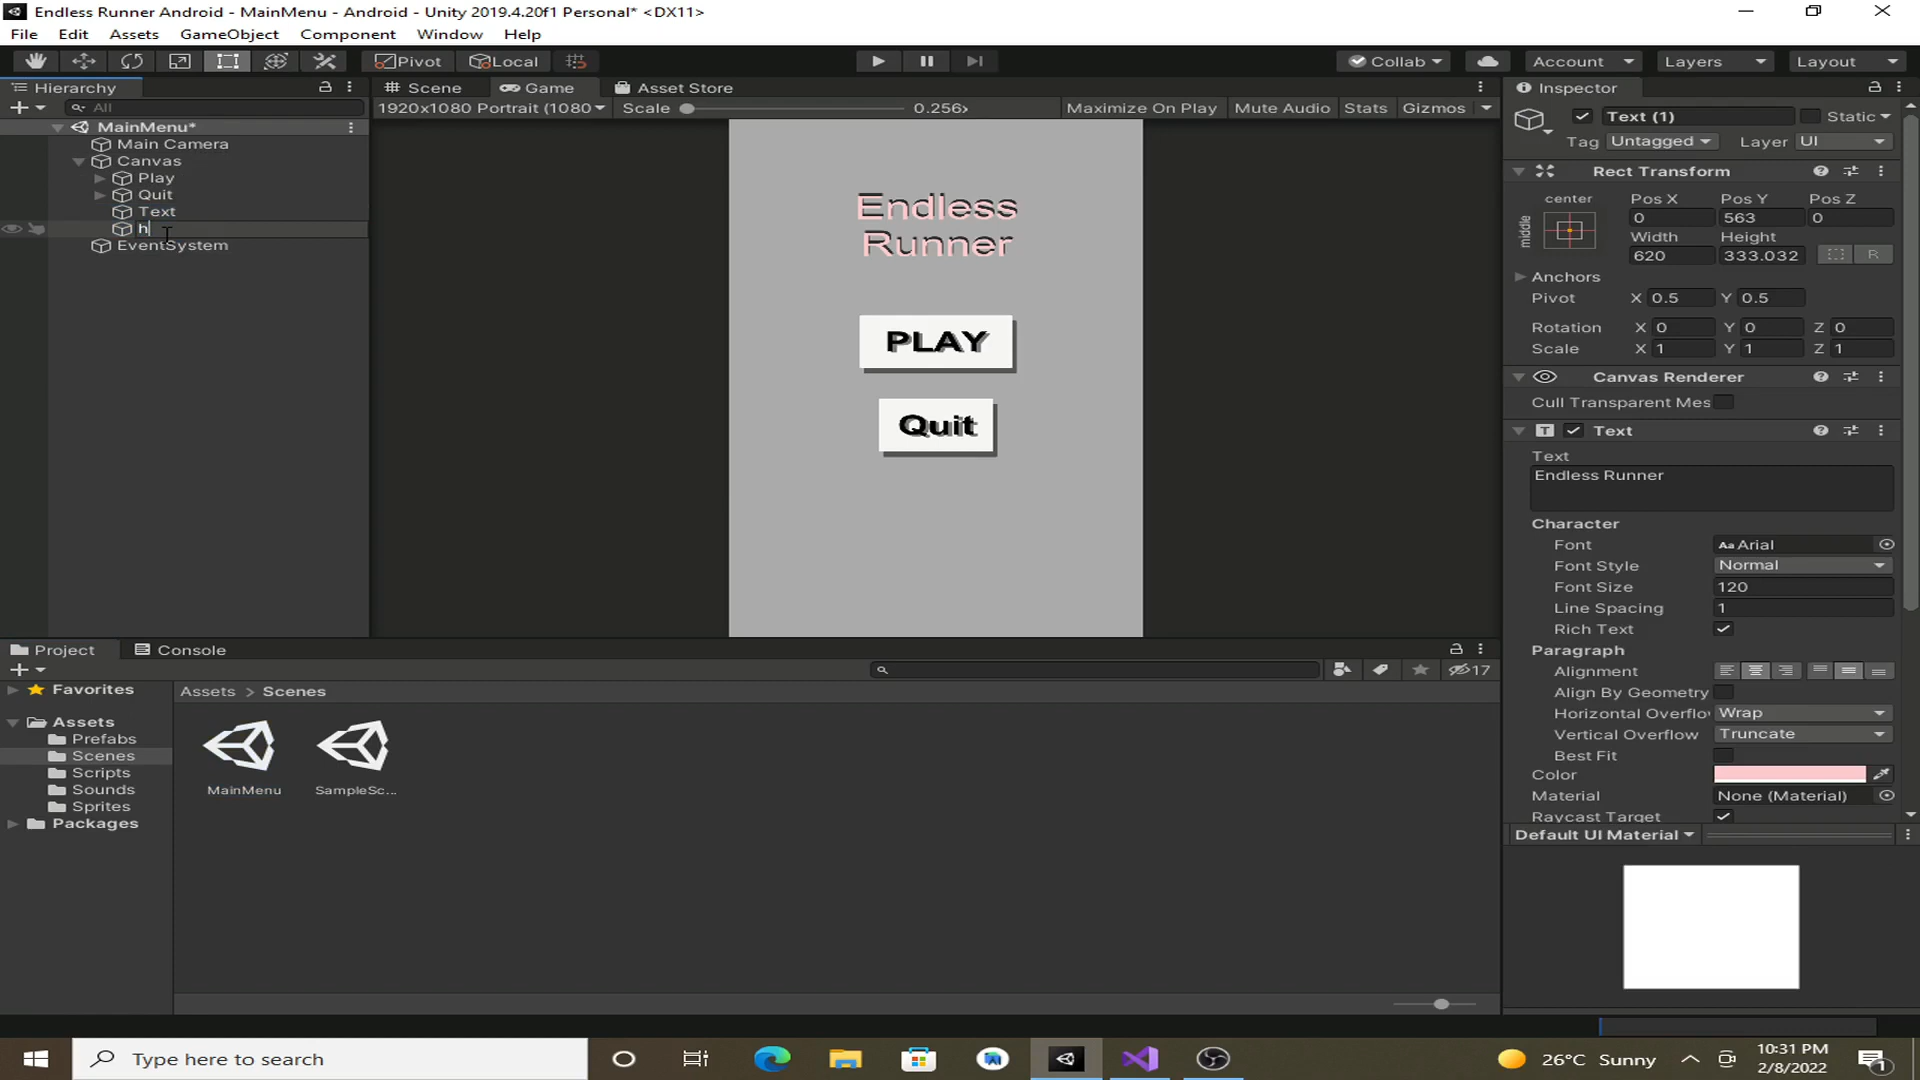 Endless Runner Android - MainMenu - Android - Unity 2019.4.20f1 Personal* <DX11>
File Edit Assets GameObject Component Window Help
Pivot Local Collab Account Layers Layout
Hierarchy
All
MainMenu*
Main Camera
Canvas
Play
Quit
Text
h
EventSystem
Scene Game Asset Store
1920x1080 Portrait (1080 Scale 0.256x Maximize On Play Mute Audio Stats Gizmos
Endless
Runner
PLAY
Quit
Inspector
Text (1) Static
Tag Untagged Layer UI
Rect Transform
center
middle
Pos X Pos Y Pos Z
0 563 0
Width Height
620 333.032 R
Anchors
Pivot X 0.5 Y 0.5
Rotation X 0 Y 0 Z 0
Scale X 1 Y 1 Z 1
Canvas Renderer
Cull Transparent Mes
Text
Text
Endless Runner
Character
Font Aa Arial
Font Style Normal
Font Size 120
Line Spacing 1
Rich Text
Paragraph
Alignment
Align By Geometry
Horizontal Overflo Wrap
Vertical Overflow Truncate
Best Fit
Color
Material None (Material)
Raycast Target
Default UI Material
Project Console
17
Favorites
Assets
Prefabs
Scenes
Scripts
Sounds
Sprites
Packages
Assets > Scenes
MainMenu SampleSc...
Type here to search
26°C Sunny
10:31 PM
2/8/2022
1